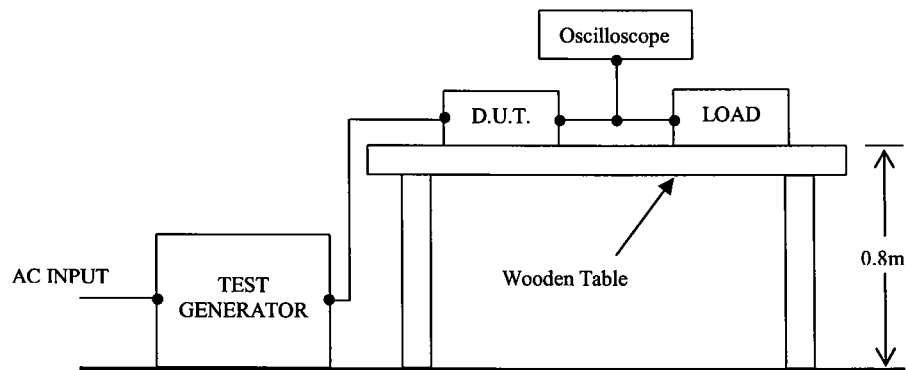 Oscilloscope
D.U.T.
LOAD
0.8m
AC INPUT
TEST
GENERATOR
Wooden Table